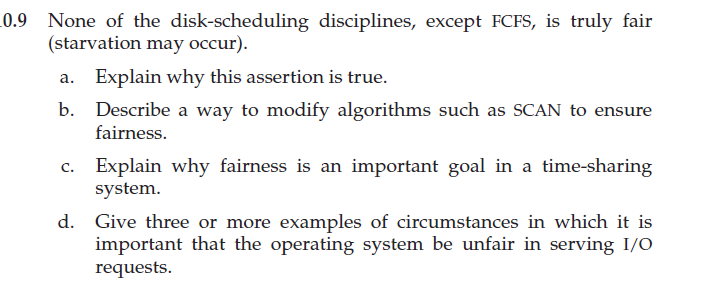 0.9 None of the disk-scheduling disciplines, except FCFS, is truly fair
(starvation may occur).
a. Explain why this assertion is true.
b. Describe a way to modify algorithms such as SCAN to ensure
fairness.
c. Explain why fairness is an important goal in a time-sharing
system.
d. Give three or more examples of circumstances in which it is
important that the operating system be unfair in serving I/O
requests.